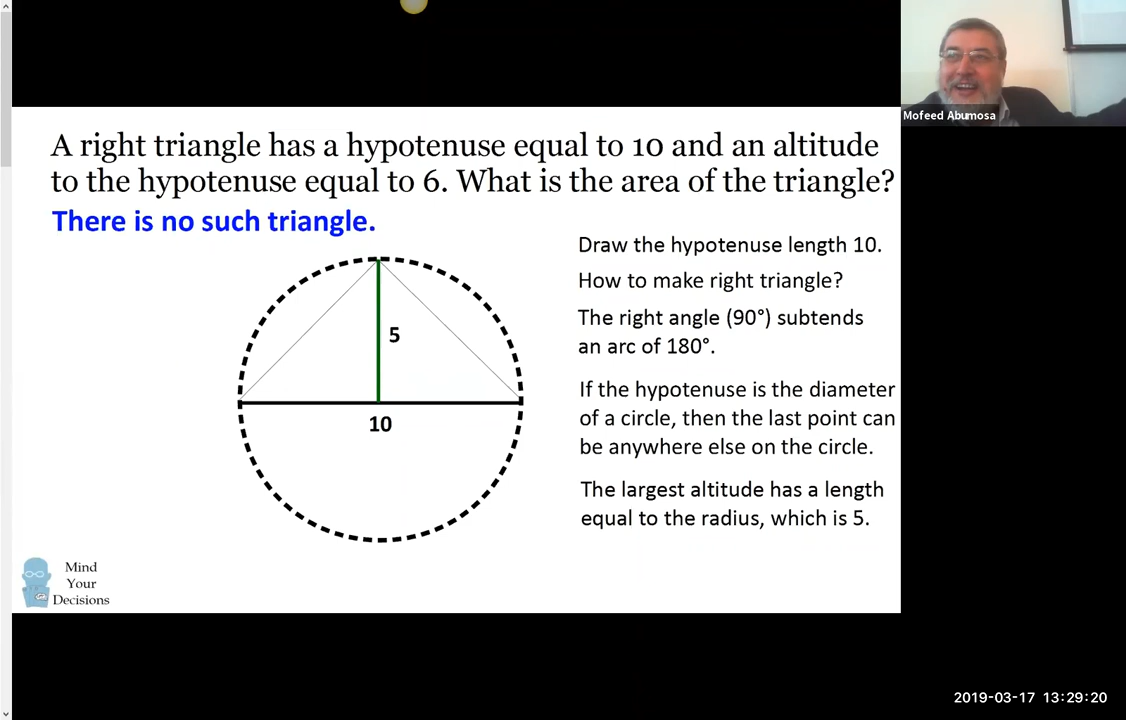 Mofeed Abumosa
A right triangle has a hypotenuse equal to 10 and an altitude
to the hypotenuse equal to 6. What is the area of the triangle?
There is no such triangle.
5
10
Draw the hypotenuse length 10.
How to make right triangle?
The right angle (90°) subtends
an arc of 180°.
If the hypotenuse is the diameter
of a circle, then the last point can
be anywhere else on the circle.
The largest altitude has a length
equal to the radius, which is 5.
Mind
Your
Decisions
2019-03-17 13:29:20